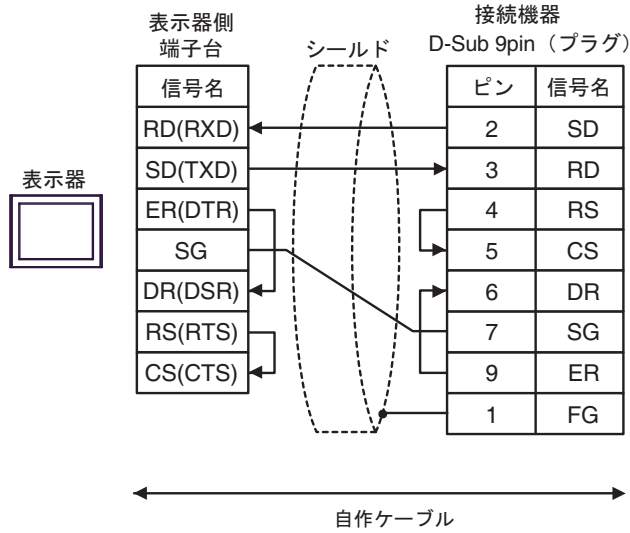 表示器側
端子台
シールド
接続機器
D-Sub 9pin（プラグ）
信号名
ピン 信号名
RD(RXD)
2 SD
SD(TXD)
3 RD
表示器
ER(DTR)
4 RS
SG
5 CS
DR(DSR)
6 DR
RS(RTS)
7 SG
CS(CTS)
9 ER
1 FG
自作ケーブル